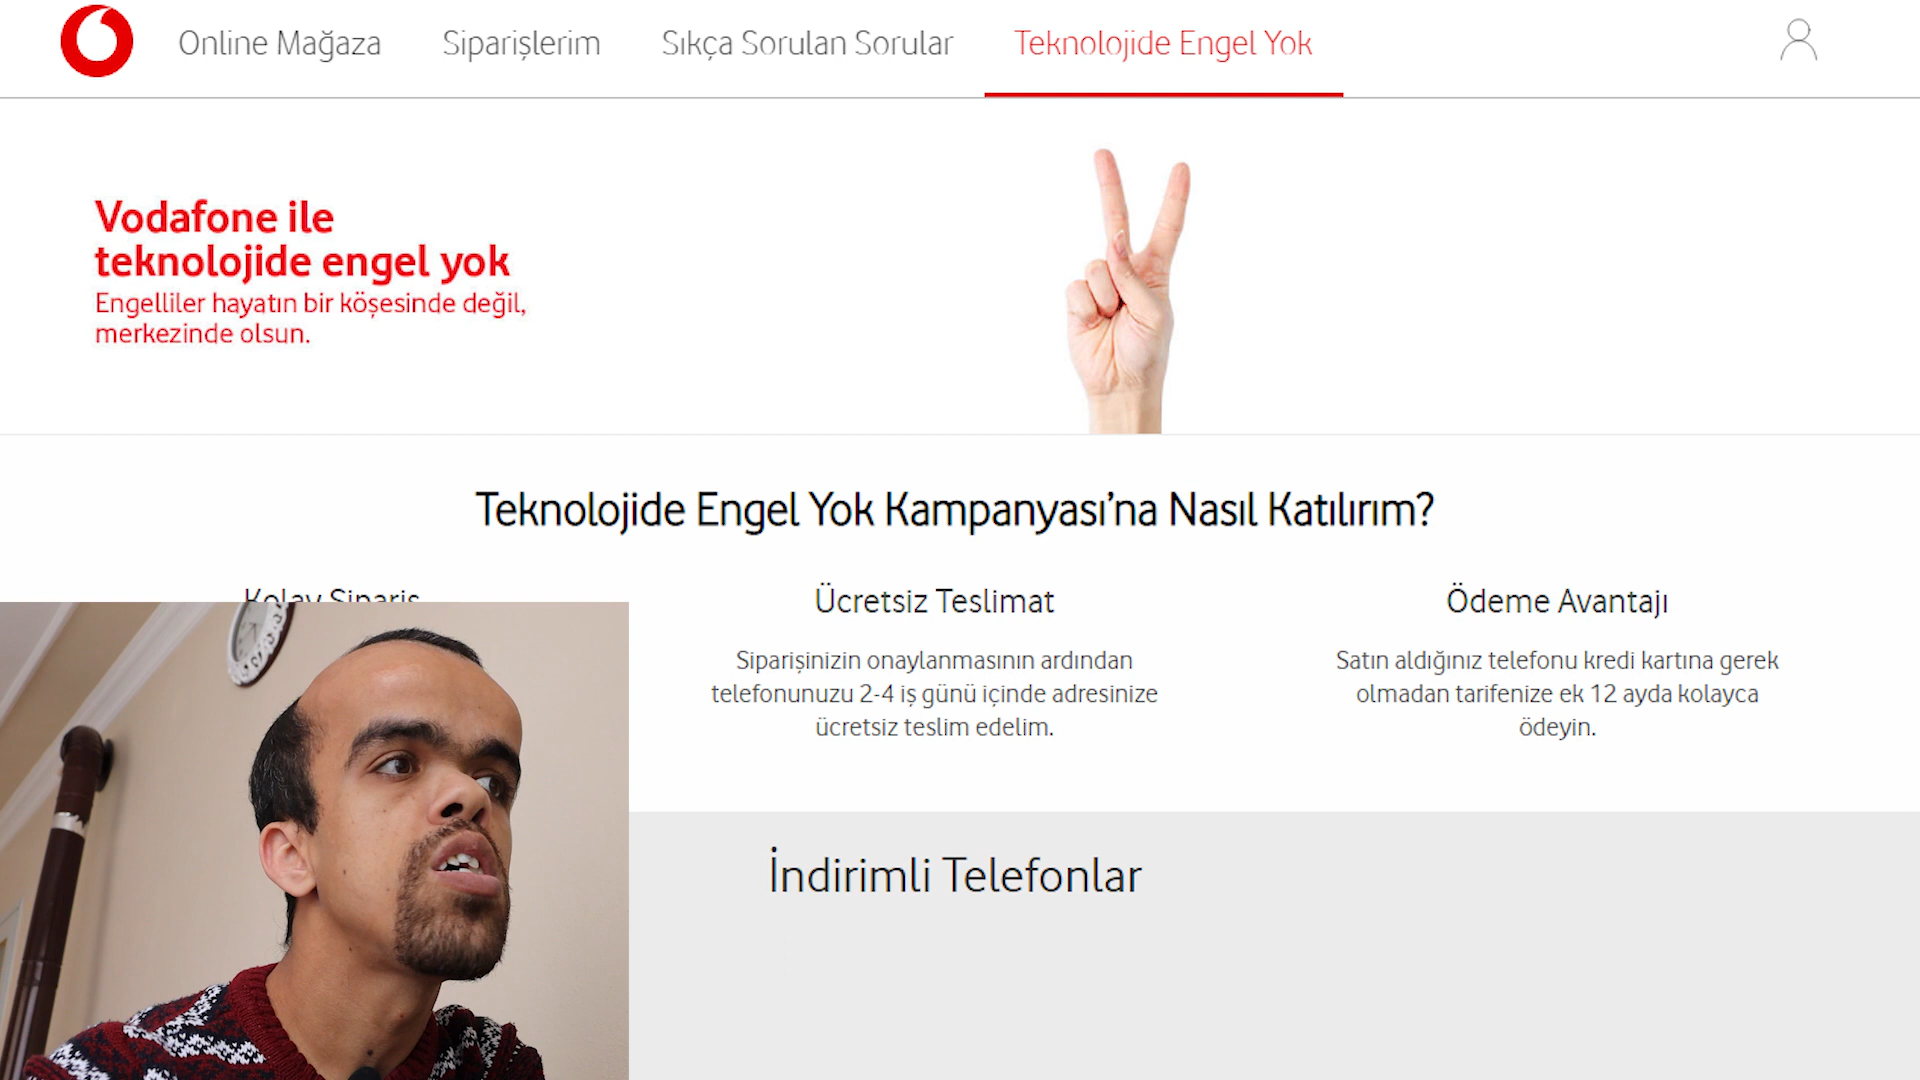 Online Mağaza
Siparişlerim
Sıkça Sorulan Sorular
Teknolojide Engel Yok
Vodafone ile
teknolojide engel yok
Engelliler hayatın bir köşesinde değil,
merkezinde olsun.
Teknolojide Engel Yok Kampanyası’na Nasıl Katılırım?
Kolay Sipariş
Ücretsiz Teslimat
Siparişinizin onaylanmasının ardından
telefonunuzu 2-4 iş günü içinde adresinize
ücretsiz teslim edelim.
Ödeme Avantajı
Satın aldığınız telefonu kredi kartına gerek
olmadan tarifenize ek 12 ayda kolayca
ödeyin.
İndirimli Telefonlar